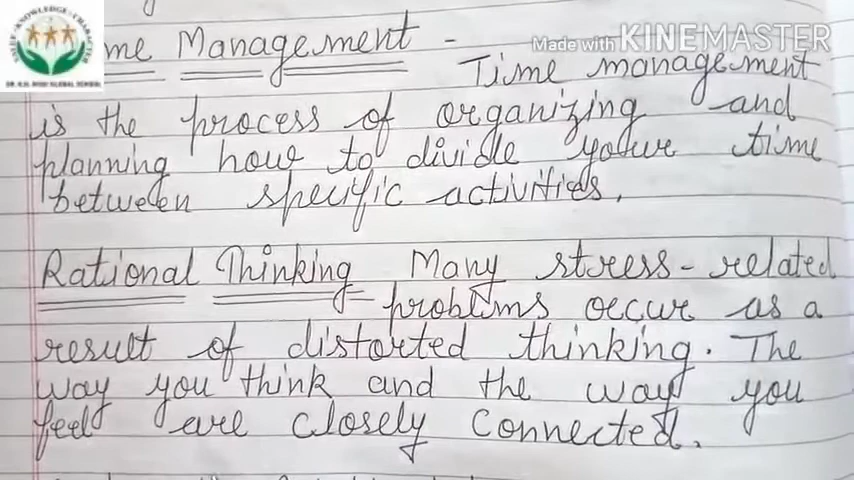 Made with KINEMASTER
me Management -
Time management
is the process of organizing and
planning how to divide your time
between specific activities.
Rational Thinking Many stress-related
- problems occur as a
result of distorted thinking. The
way you think and the way you
feel are closely connected.